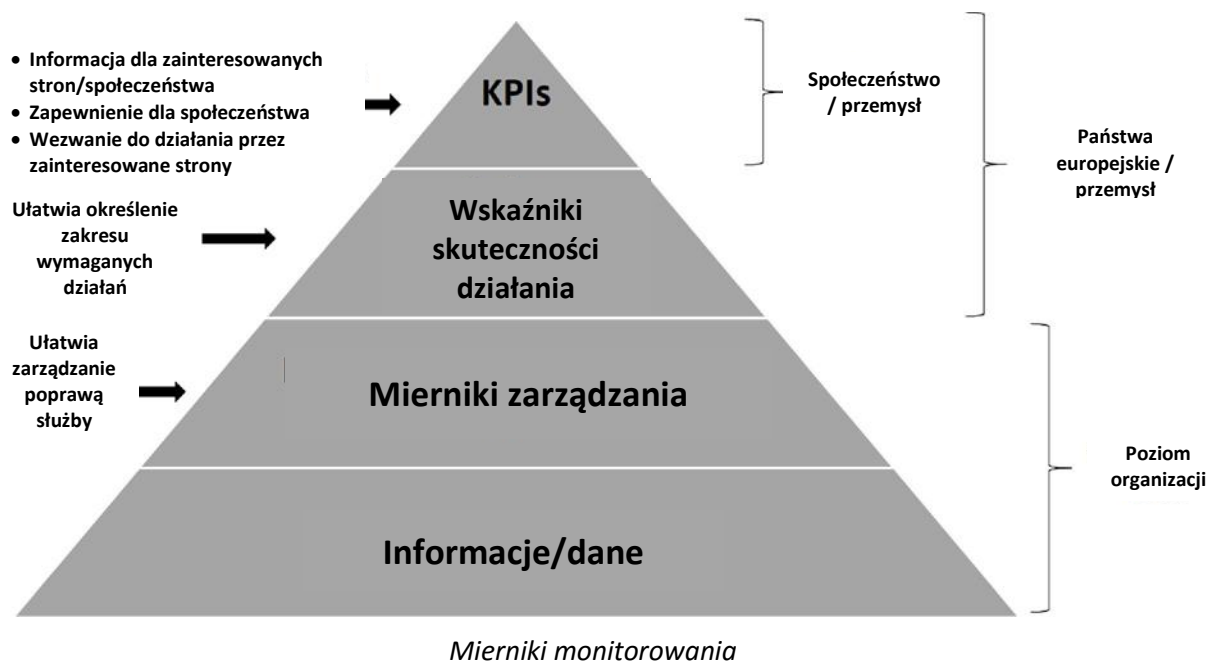 • Informacja dla zainteresowanych
stron/społeczeństwa
• Zapewnienie dla społeczeństwa
• Wezwanie do działania przez
zainteresowane strony
KPIs
Społeczeństwo
/ przemysł
Państwa
europejskie /
przemysł
Ułatwia określenie
zakresu
wymaganych
działań
Wskaźniki
skuteczności
działania
Ułatwia
zarządzanie
poprawą
służby
Mierniki zarządzania
Poziom
organizacji
Informacje/dane
Mierniki monitorowania